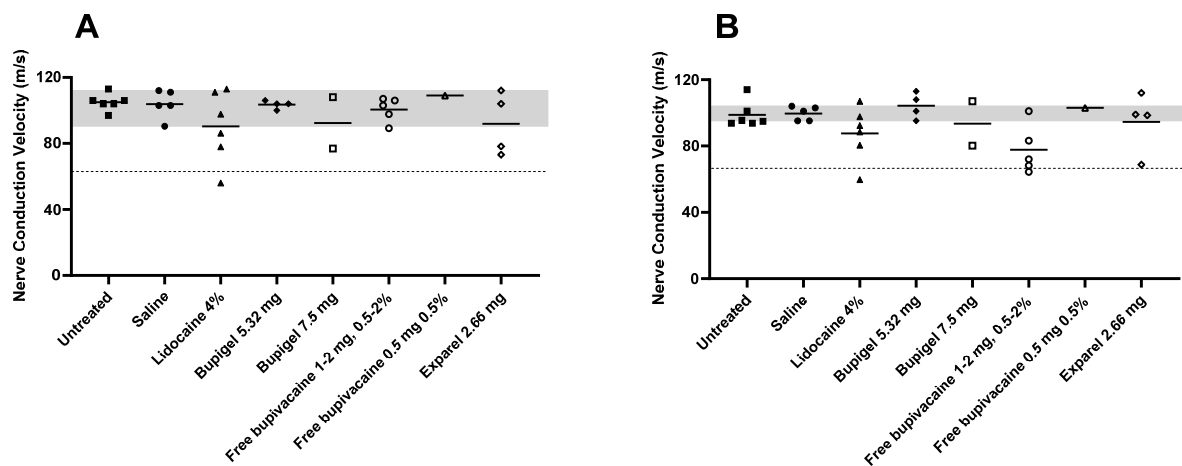 A
Nerve Conduction Velocity (m/s)
120
80
40
0
Untreated
Saline
Lidocaine 4%
Bupigel 5.32 mg
Bupigel 7.5 mg
Free bupivacaine 1-2 mg, 0.5-2%
Free bupivacaine 0.5 mg 0.5%
Exparel 2.66 mg
B
Nerve Conduction Velocity (m/s)
120
80
40
0
Untreated
Saline
Lidocaine 4%
Bupigel 5.32 mg
Bupigel 7.5 mg
Free bupivacaine 1-2 mg, 0.5-2%
Free bupivacaine 0.5 mg 0.5%
Exparel 2.66 mg